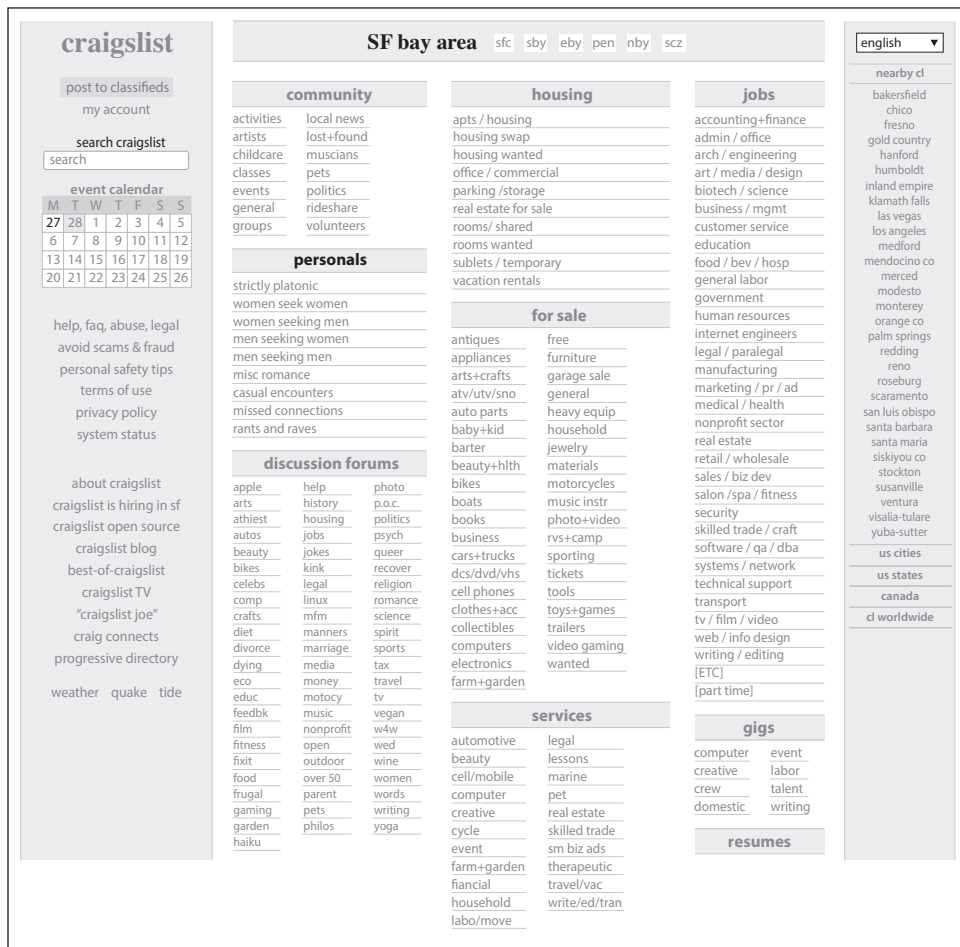 craigslist
post to classifieds
my account
search craigslist
search
event calendar
M T W T F S S
27 28 1 2 3 4 5
6 7 8 9 10 11 12
13 14 15 16 17 18 19
20 21 22 23 24 25 26
help, faq, abuse, legal
avoid scams & fraud
personal safety tips
terms of use
privacy policy
system status
about craigslist
craigslist is hiring in sf
craigslist open source
craigslist blog
best-of-craigslist
craigslist TV
“craigslist joe”
craig connects
progressive directory
weather quake tide
SF bay area sfc sby eby pen nby scz
community
activities local news
artists lost+found
childcare muscians
classes pets
events politics
general rideshare
groups volunteers
personals
strictly platonic
women seek women
women seeking men
men seeking women
men seeking men
misc romance
casual encounters
missed connections
rants and raves
discussion forums
apple help photo
arts history p.o.c.
athiest housing politics
autos jobs psych
beauty jokes queer
bikes kink recover
celebs legal religion
comp linux romance
crafts mfm science
diet manners spirit
divorce marriage sports
dying media tax
eco money travel
educ motocy tv
feedbk music vegan
film nonprofit w4w
fitness open wed
fixit outdoor wine
food over 50 women
frugal parent words
gaming pets writing
garden philos yoga
haiku
housing
apts / housing
housing swap
housing wanted
office / commercial
parking /storage
real estate for sale
rooms/ shared
rooms wanted
sublets / temporary
vacation rentals
for sale
antiques free
appliances furniture
arts+crafts garage sale
atv/utv/sno general
auto parts heavy equip
baby+kid household
barter jewelry
beauty+hlth materials
bikes motorcycles
boats music instr
books photo+video
business rvs+camp
cars+trucks sporting
dcs/dvd/vhs tickets
cell phones tools
clothes+acc toys+games
collectibles trailers
computers video gaming
electronics wanted
farm+garden
services
automotive legal
beauty lessons
cell/mobile marine
computer pet
creative real estate
cycle skilled trade
event sm biz ads
farm+garden therapeutic
fiancial travel/vac
household write/ed/tran
labo/move
jobs
accounting+finance
admin / office
arch / engineering
art / media / design
biotech / science
business / mgmt
customer service
education
food / bev / hosp
general labor
government
human resources
internet engineers
legal / paralegal
manufacturing
marketing / pr / ad
medical / health
nonprofit sector
real estate
retail / wholesale
sales / biz dev
salon /spa / fitness
security
skilled trade / craft
software / qa / dba
systems / network
technical support
transport
tv / film / video
web / info design
writing / editing
[ETC]
[part time]
gigs
computer event
creative labor
crew talent
domestic writing
resumes
english
nearby cl
bakersfield
chico
fresno
gold country
hanford
humboldt
inland empire
klamath falls
las vegas
los angeles
medford
mendocino co
merced
modesto
monterey
orange co
palm springs
redding
reno
roseburg
scaramento
san luis obispo
santa barbara
santa maria
siskiyou co
stockton
susanville
ventura
visalia-tulare
yuba-sutter
us cities
us states
canada
cl worldwide